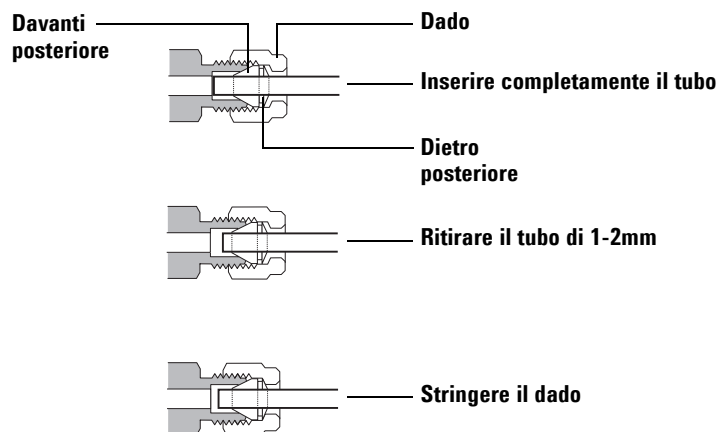 Davanti
posteriore
Dado
Inserire completamente il tubo
Dietro
posteriore
Ritirare il tubo di 1-2mm
Stringere il dado